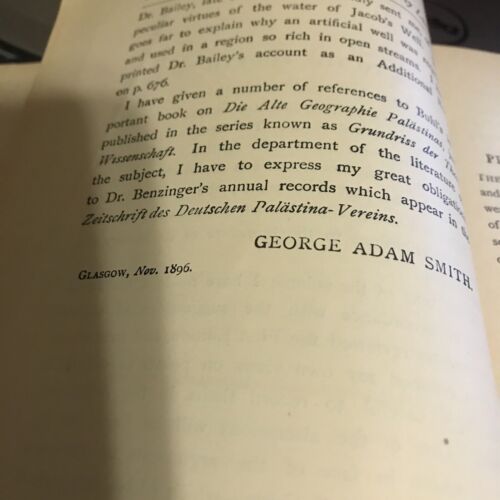 Dr. Bailey,
peculiar virtues of the water of Jacob's Well
goes far to explain why an artificial well was
and used in a region so rich in open streams. I
printed Dr. Bailey's account as an Additional
on p. 676.
I have given a number of references to Buhl's
portant book on Die Alte Geographie Palästinas,
published in the series known as Grundriss der
Wissenschaft. In the department of the literature
the subject, I have to express my great
to Dr. Benzinger's annual records which appear in the
Zeitschrift des Deutschen Palästina-Vereins.
GEORGE ADAM SMITH.
GLASGOW, Nov. 1896.
THE
and
of